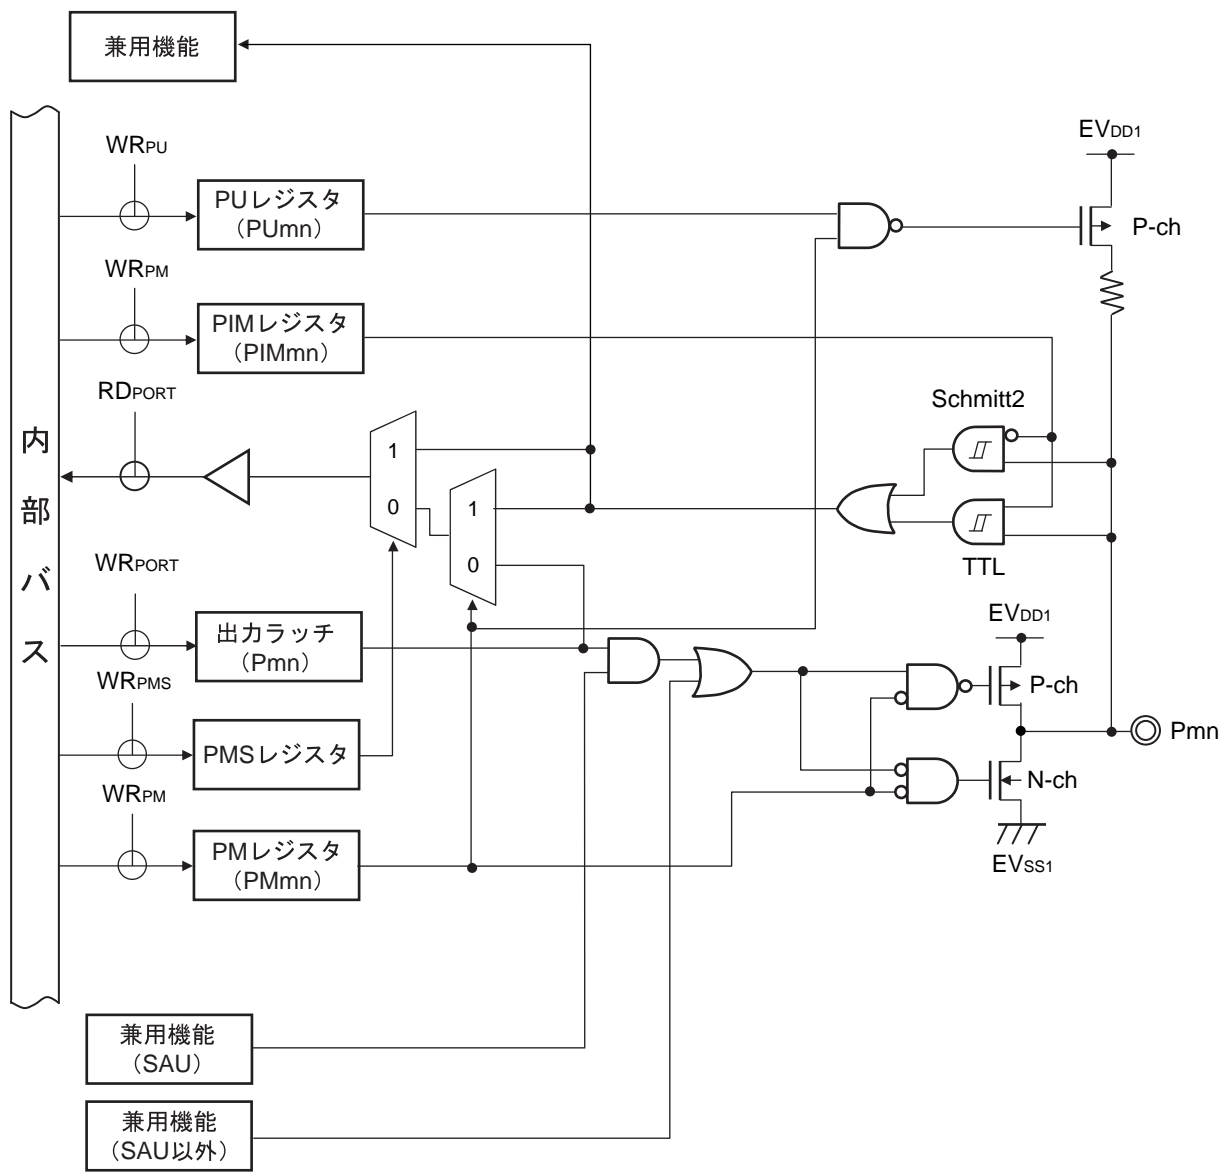 兼用機能
EVDD1
WRPU
PUレジスタ
(PUmn)
P-ch
WRPM
PIMレジスタ
(PIMmn)
RDPORT
Schmitt2
内部バス
1
0
1
0
TTL
WRPORT
EVDD1
出力ラッチ
(Pmn)
WRPMS
P-ch
PMSレジスタ
Pmn
WRPM
N-ch
PMレジスタ
(PMmn)
EVSS1
兼用機能
(SAU)
兼用機能
(SAU以外)